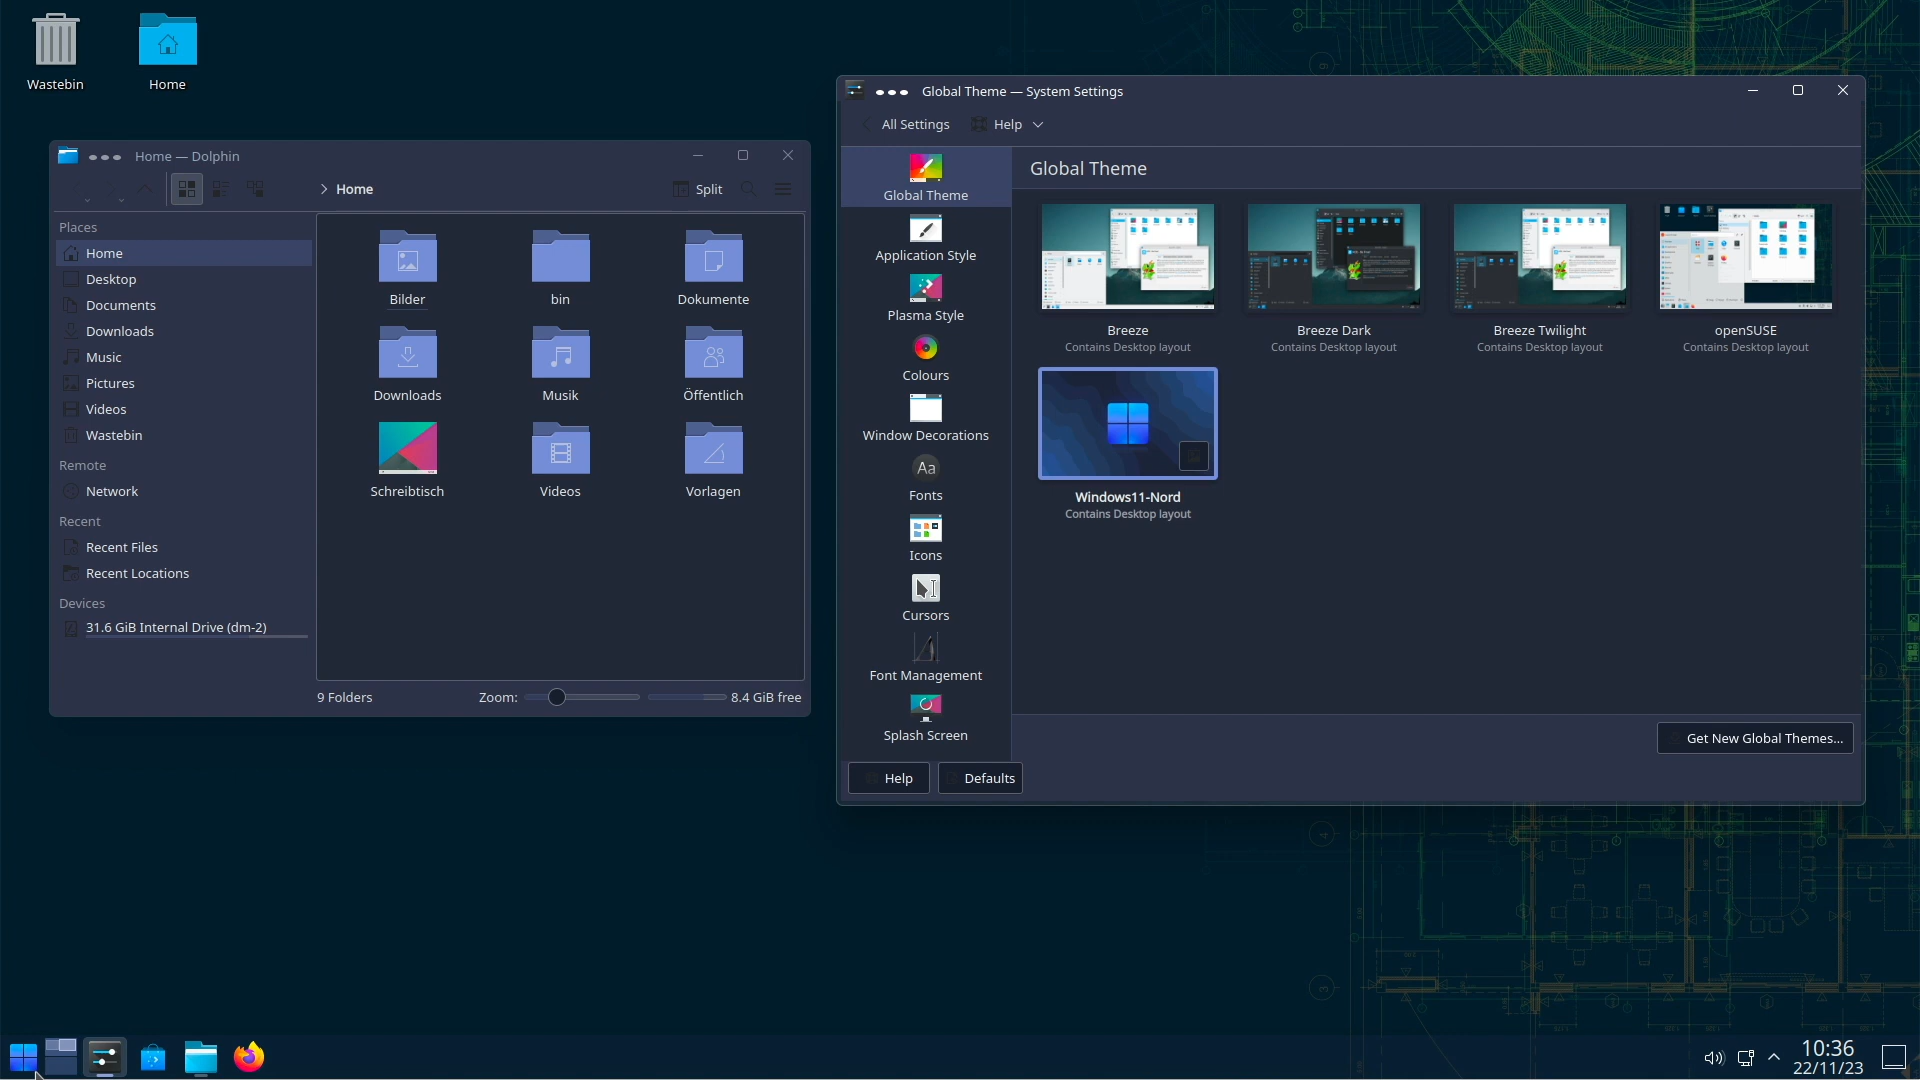 Wastebin
Home
Home — Dolphin
Home
Split
Places
Home
Desktop
Documents
Downloads
Music
Pictures
Videos
Wastebin
Remote
Network
Recent
Recent Files
Recent Locations
Devices
31.6 GiB Internal Drive (dm-2)
Bilder
bin
Dokumente
Downloads
Musik
Öffentlich
Schreibtisch
Videos
Vorlagen
9 Folders
Zoom:
8.4 GiB free
Global Theme — System Settings
All Settings
Help
Global Theme
Application Style
Plasma Style
Colours
Window Decorations
Aa
Fonts
Icons
Cursors
Font Management
Splash Screen
Global Theme
Breeze
Contains Desktop layout
Breeze Dark
Contains Desktop layout
Breeze Twilight
Contains Desktop layout
openSUSE
Contains Desktop layout
Windows11-Nord
Contains Desktop layout
Get New Global Themes...
Help
Defaults
10:36
22/11/23